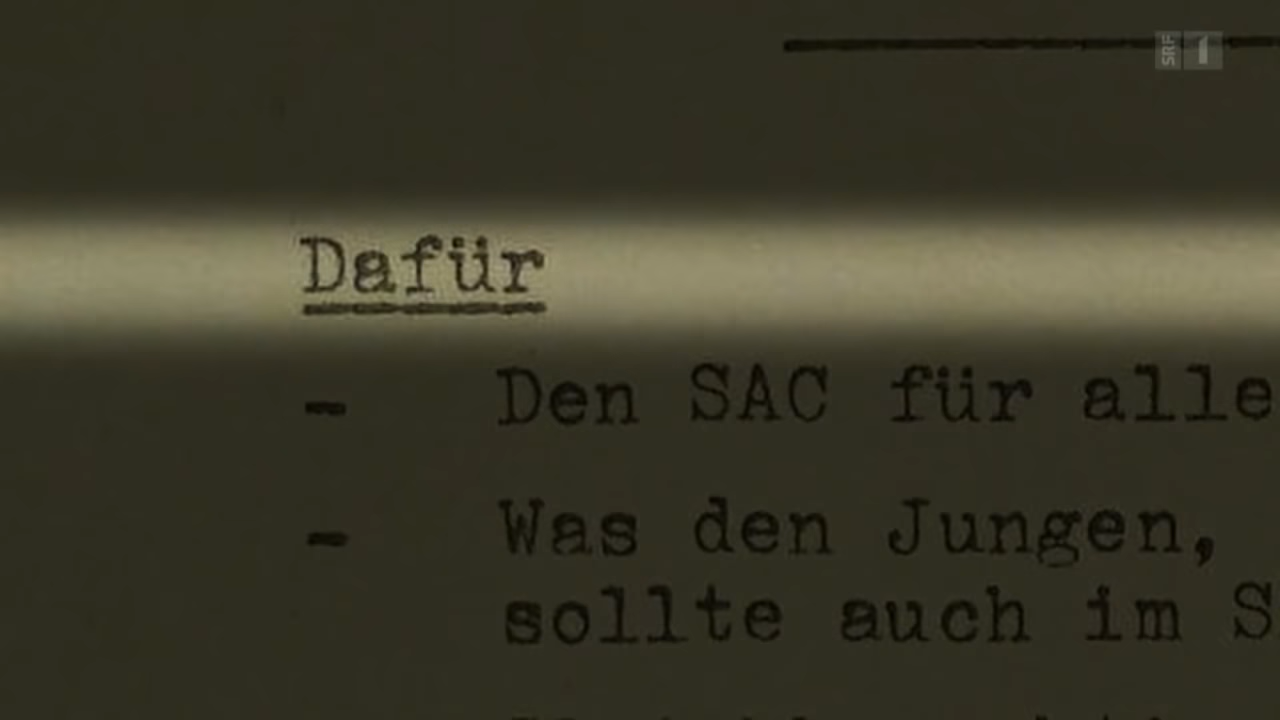 SRF 1
Dafür
- Den SAC für alle
- Was den Jungen,
sollte auch im S